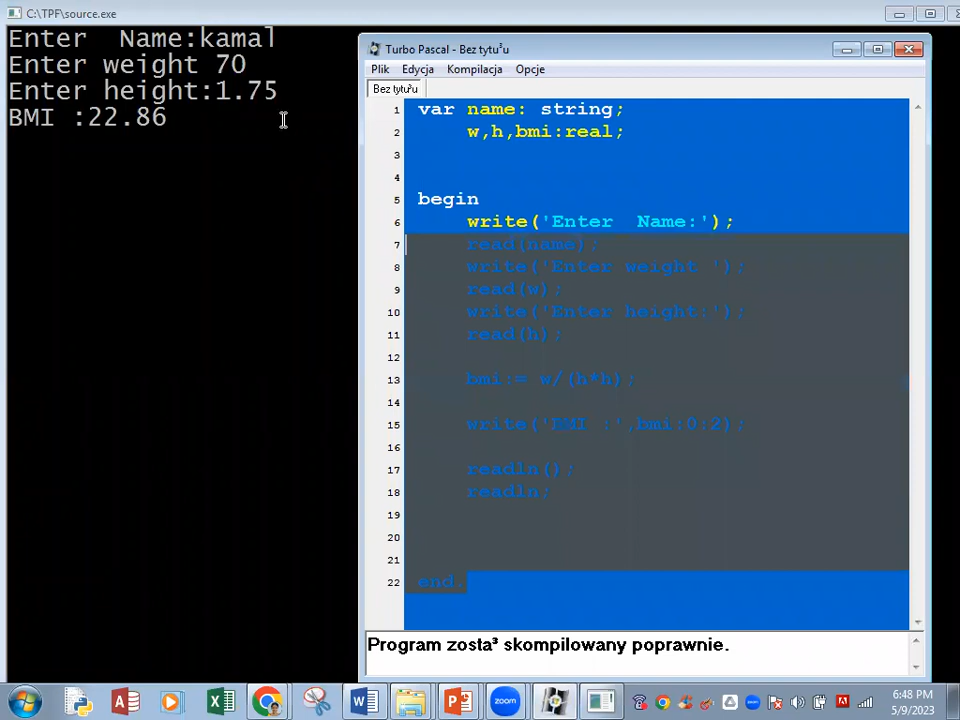 C:\TPF\source.exe
Enter  Name:kamal
Enter weight 70
Enter height:1.75
BMI :22.86
Turbo Pascal - Bez tytu³u
Plik Edycja Kompilacja Opcje
Bez tytu³u
1 var name: string;
2 w,h,bmi:real;
3
4
5 begin
6 write('Enter  Name:');
7 read(name);
8 write('Enter weight ');
9 read(w);
10 write('Enter height:');
11 read(h);
12
13 bmi:= w/(h*h);
14
15 write('BMI :',bmi:0:2);
16
17 readln();
18 readln;
19
20
21
22 end.
Program zosta³ skompilowany poprawnie.
6:48 PM
5/9/2023